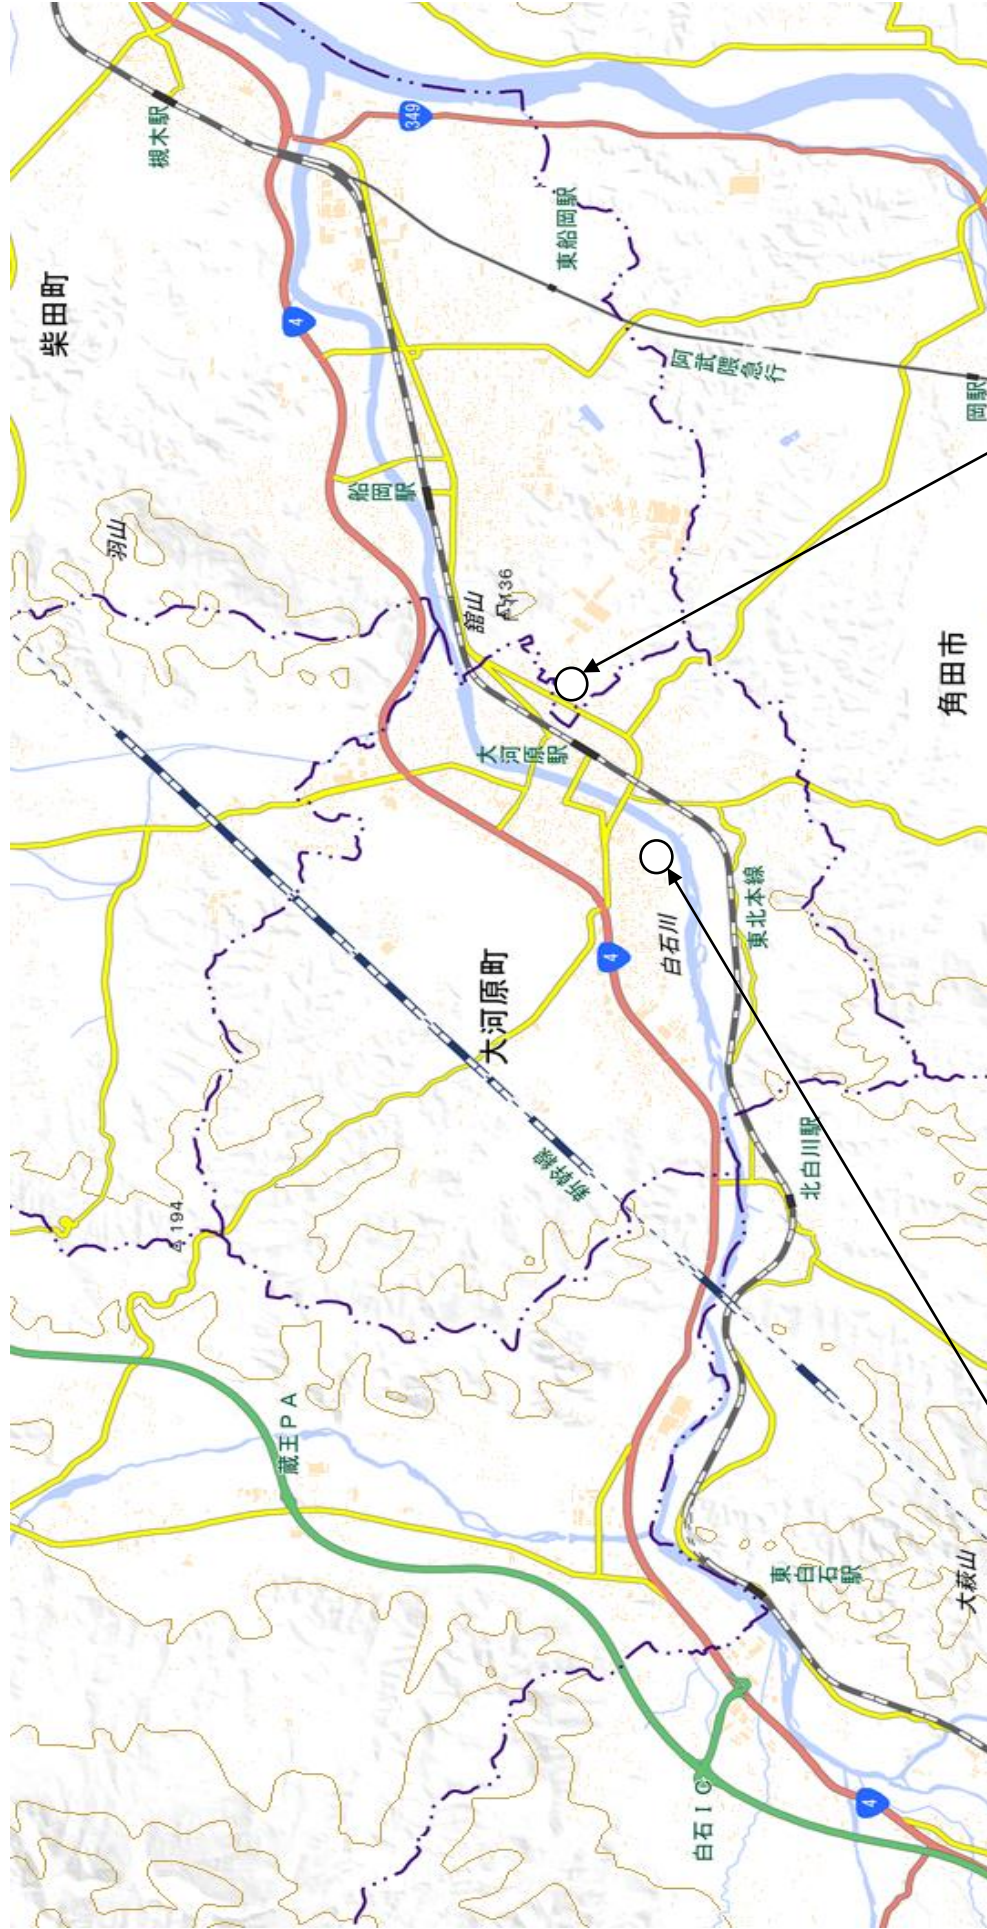 槻木駅
349
柴田町
東船岡駅
4
阿武隈急行
岡駅
船岡駅
羽山
舘山
136
角田市
大河原駅
東北本線
白石川
4
大河原町
北白川駅
新幹線
194
蔵王PA
東白石駅
大萩山
白石IC
4